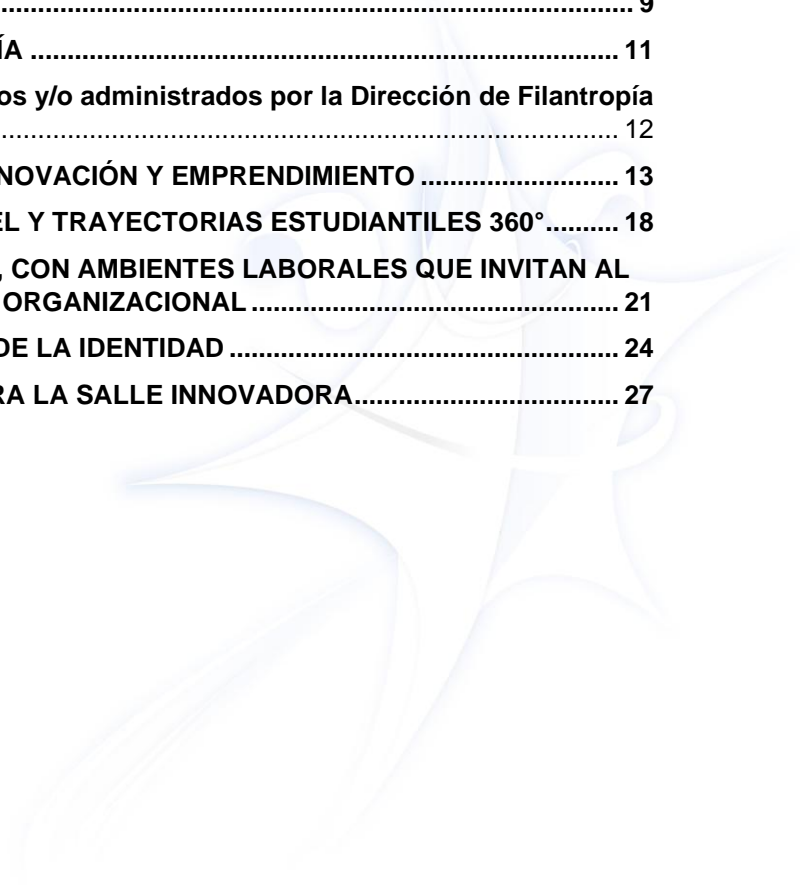 9
ÍA 11
os y/o administrados por la Dirección de Filantropía
12
NOVACIÓN Y EMPRENDIMIENTO 13
EL Y TRAYECTORIAS ESTUDIANTILES 360° 18
, CON AMBIENTES LABORALES QUE INVITAN AL
ORGANIZACIONAL 21
DE LA IDENTIDAD 24
RA LA SALLE INNOVADORA 27